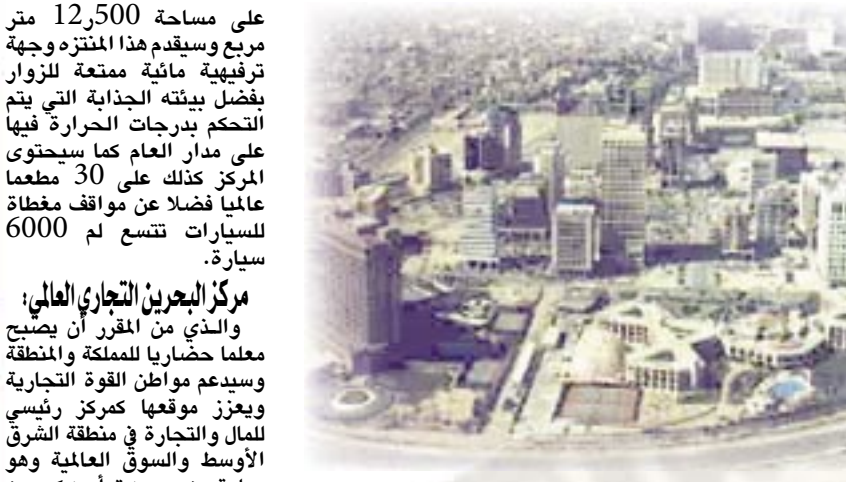 على مساحة 500ر12 متر
مربع وسيقدم هذا المنتزه وجهة
ترفيهية مائية ممتعة للزوار
بفضل بيئته الجذابة التي يتم
التحكم بدرجات الحرارة فيها
على مدار العام كما سيحتوى
المركز كذلك على 30 مطعما
عالميا فضلا عن مواقف مغطاة
للسيارات تتسع لم 6000
سيارة.
مركز البحرين التجاري العالمي:
والـذي من المقرر أن يصبح
معلما حضاريا للمملكة والمنطقة
وسيدعم مواطن القوة التجارية
ويعزز موقعها كمركز رئيسي
للمال والتجارة في منطقة الشرق
الأوسط والسوق العالمية وهو